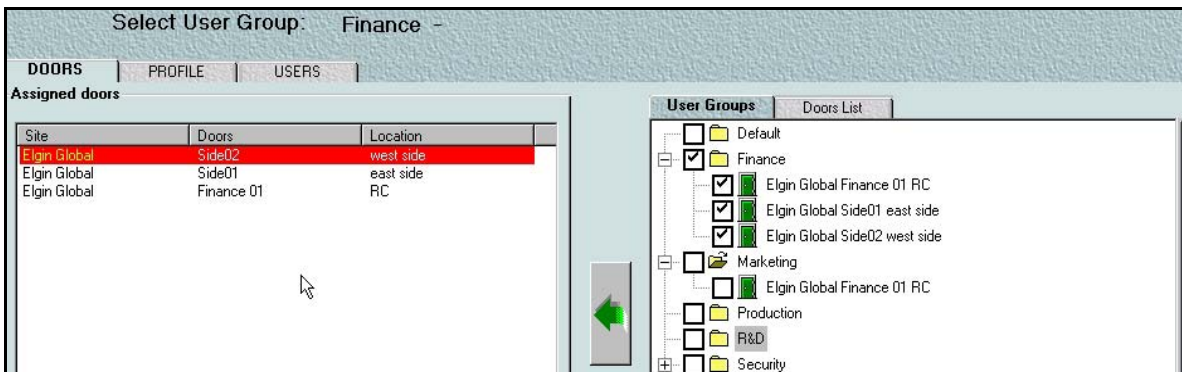 Select User Group: Finance -
DOORS PROFILE USERS
Assigned doors
Site Doors Location
Elgin Global Side02 west side
Elgin Global Side01 east side
Elgin Global Finance 01 RC
User Groups Doors List
Default
Finance
Elgin Global Finance 01 RC
Elgin Global Side01 east side
Elgin Global Side02 west side
Marketing
Elgin Global Finance 01 RC
Production
R&D
Security